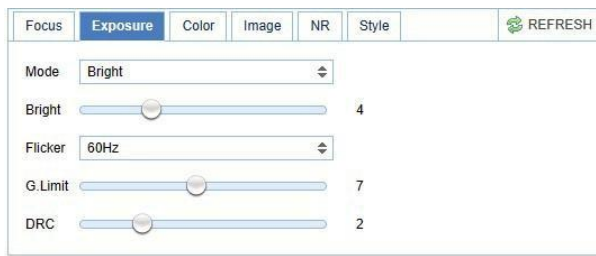 Focus Exposure Color Image NR Style REFRESH
Mode Bright
Bright 4
Flicker 60Hz
G.Limit 7
DRC 2